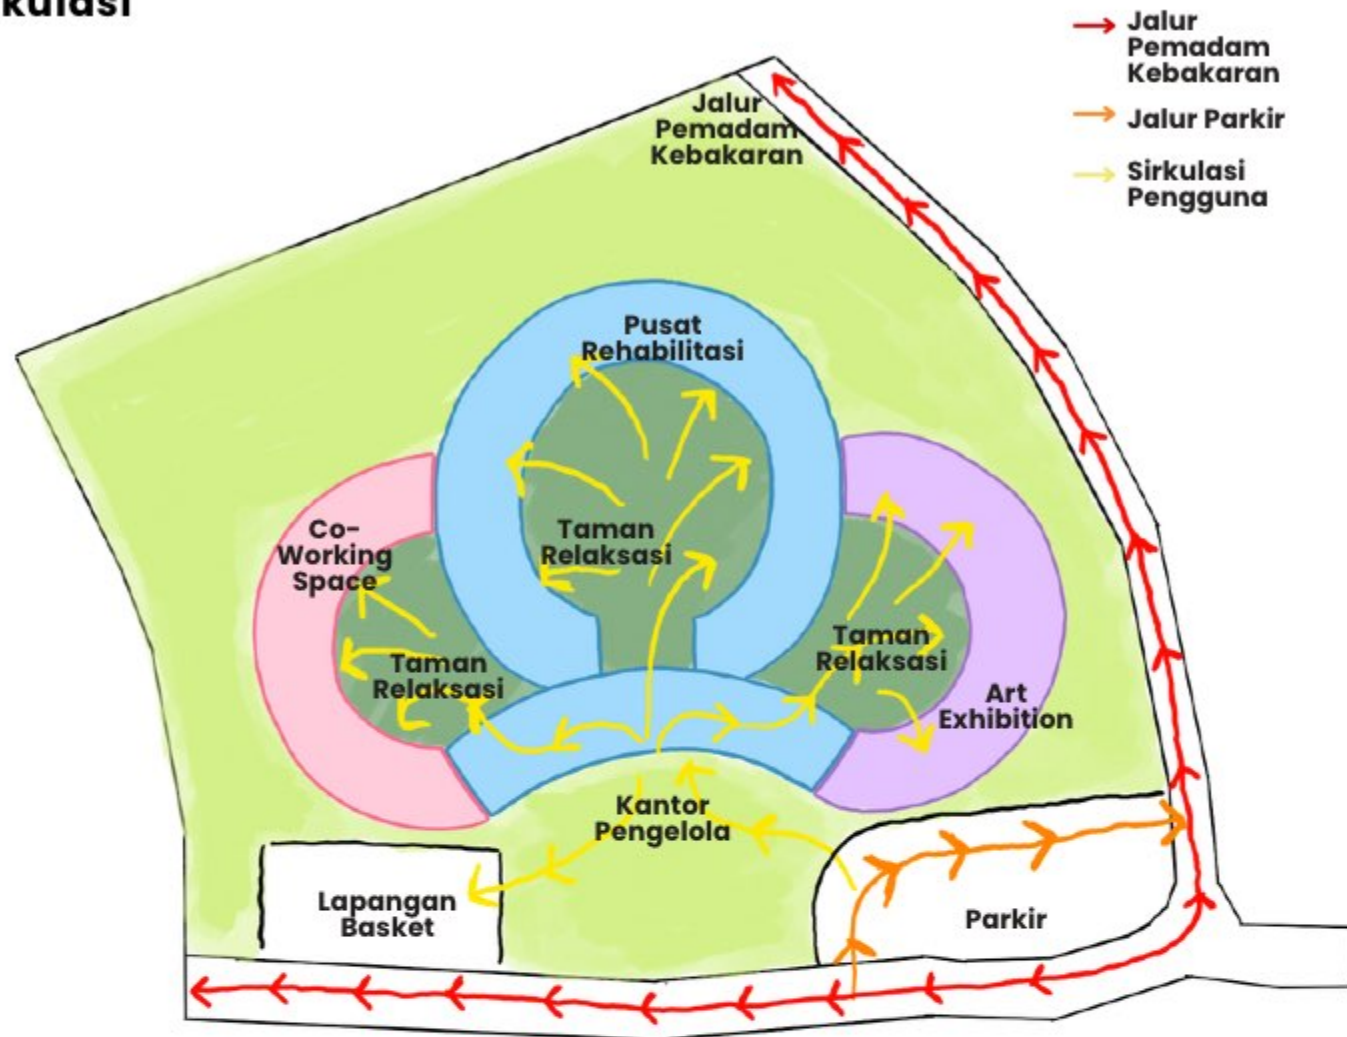 kulasi
Jalur
Pemadam
Kebakaran
Jalur Parkir
Sirkulasi
Pengguna
Jalur
Pemadam
Kebakaran
Pusat
Rehabilitasi
Co-
Working
Space
Taman
Relaksasi
Taman
Relaksasi
Taman
Relaksasi
Art
Exhibition
Kantor
Pengelola
Lapangan
Basket
Parkir